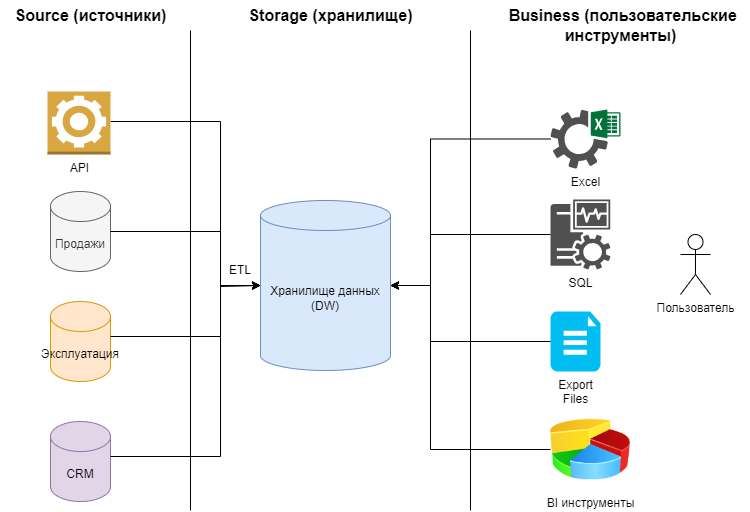 Source (источники)
Storage (хранилище)
Business (пользовательские
инструменты)
API
Продажи
Эксплуатация
CRM
ETL
Хранилище данных
(DW)
Excel
SQL
Export
Files
BI инструменты
Пользователь